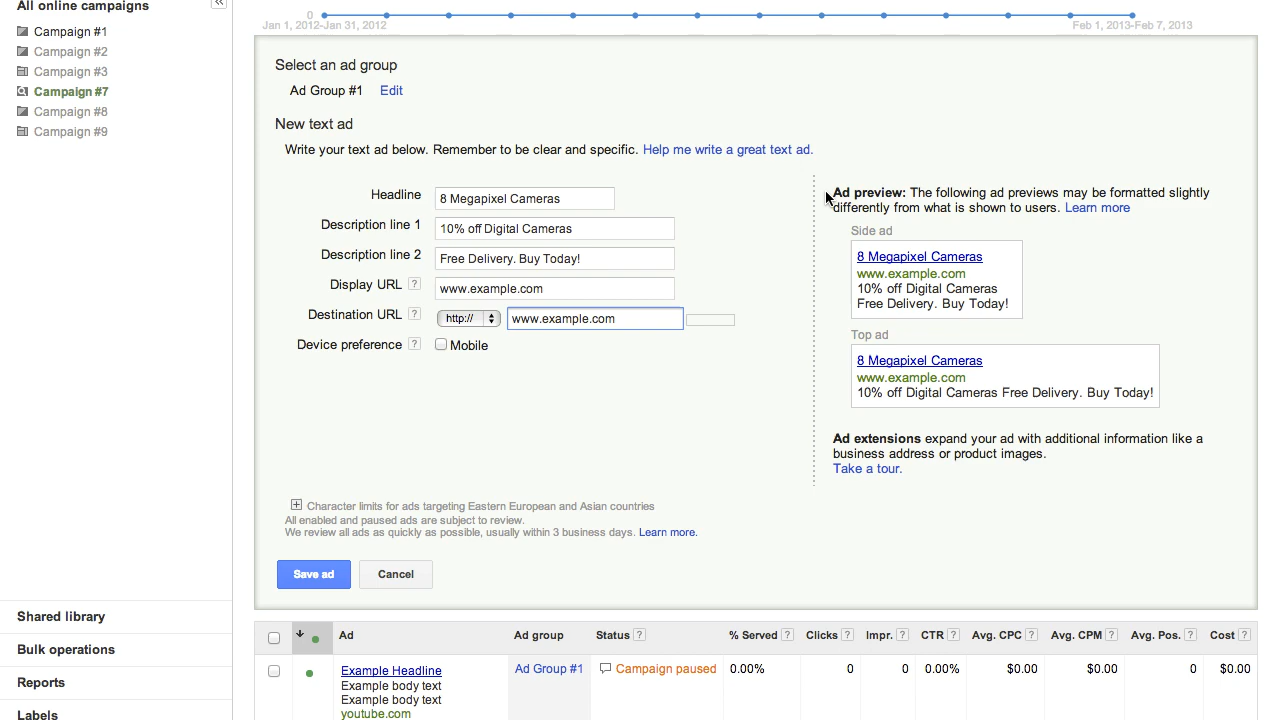 All online campaigns
Campaign #1
Campaign #2
Campaign #3
Campaign #7
Campaign #8
Campaign #9
Shared library
Bulk operations
Reports
Labels
0
Jan 1, 2012-Jan 31, 2012
Feb 1, 2013-Feb 7, 2013
Select an ad group
Ad Group #1 Edit
New text ad
Write your text ad below. Remember to be clear and specific. Help me write a great text ad.
Headline 8 Megapixel Cameras
Description line 1 10% off Digital Cameras
Description line 2 Free Delivery. Buy Today!
Display URL ? www.example.com
Destination URL ? http:// www.example.com
Device preference ? Mobile
Ad preview: The following ad previews may be formatted slightly
differently from what is shown to users. Learn more
Side ad
8 Megapixel Cameras
www.example.com
10% off Digital Cameras
Free Delivery. Buy Today!
Top ad
8 Megapixel Cameras
www.example.com
10% off Digital Cameras Free Delivery. Buy Today!
Ad extensions expand your ad with additional information like a
business address or product images.
Take a tour.
Character limits for ads targeting Eastern European and Asian countries
All enabled and paused ads are subject to review.
We review all ads as quickly as possible, usually within 3 business days. Learn more.
Save ad Cancel
Ad Ad group Status ? % Served ? Clicks ? Impr. ? CTR ? Avg. CPC ? Avg. CPM ? Avg. Pos. ? Cost ?
Example Headline Ad Group #1 Campaign paused 0.00% 0 0 0.00% $0.00 $0.00 0 $0.00
Example body text
Example body text
youtube.com